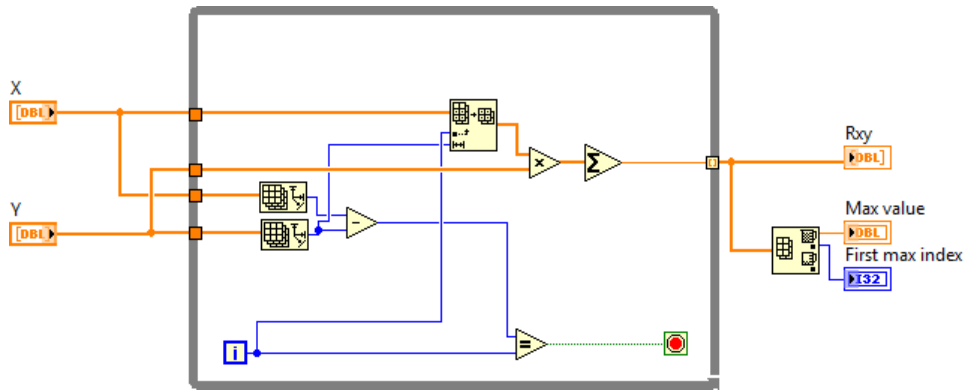 X
[DBL]
Y
[DBL]
i
×
Σ
-
=
Rxy
DBL]
Max value
DBL
First max index
I32